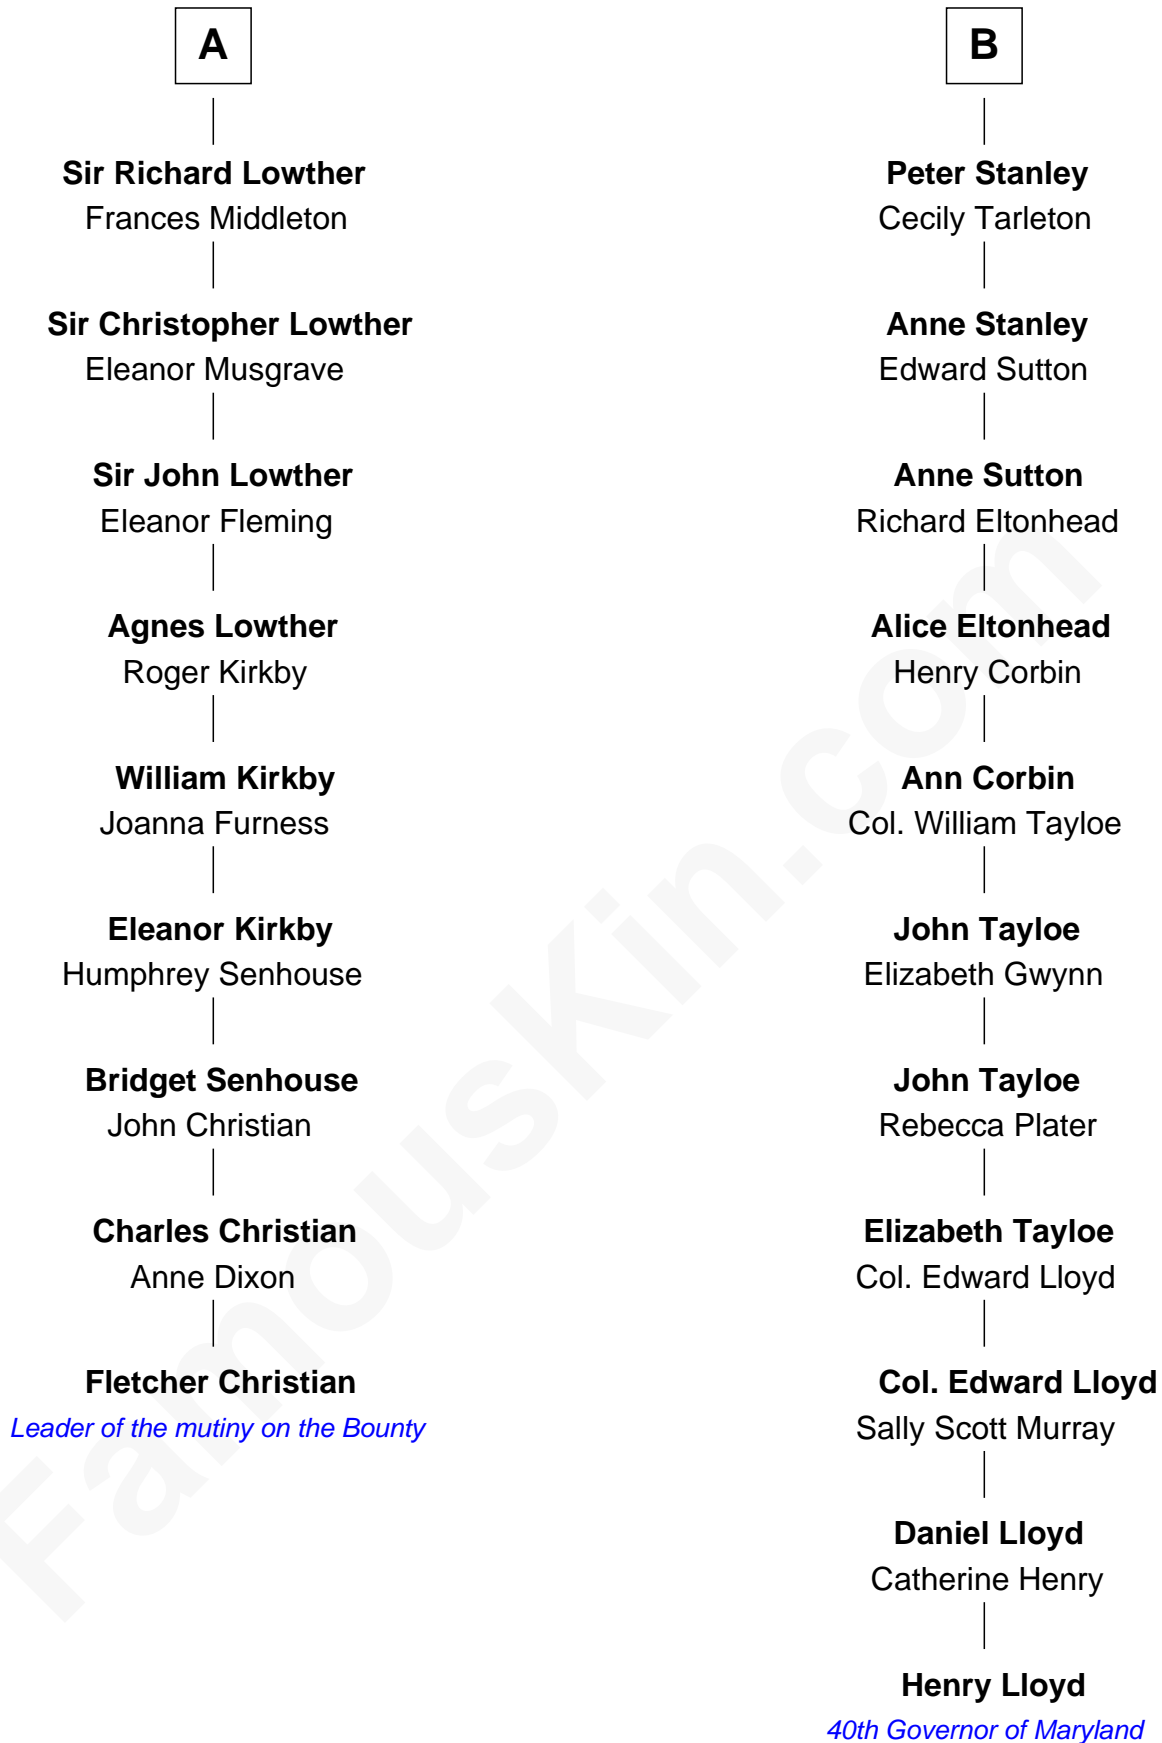 A
Sir Richard Lowther
Frances Middleton
Sir Christopher Lowther
Eleanor Musgrave
Sir John Lowther
Eleanor Fleming
Agnes Lowther
Roger Kirkby
William Kirkby
Joanna Furness
Eleanor Kirkby
Humphrey Senhouse
Bridget Senhouse
John Christian
Charles Christian
Anne Dixon
Fletcher Christian
Leader of the mutiny on the Bounty
B
Peter Stanley
Cecily Tarleton
Anne Stanley
Edward Sutton
Anne Sutton
Richard Eltonhead
Alice Eltonhead
Henry Corbin
Ann Corbin
Col. William Tayloe
John Tayloe
Elizabeth Gwynn
John Tayloe
Rebecca Plater
Elizabeth Tayloe
Col. Edward Lloyd
Col. Edward Lloyd
Sally Scott Murray
Daniel Lloyd
Catherine Henry
Henry Lloyd
40th Governor of Maryland
FamousKin.com